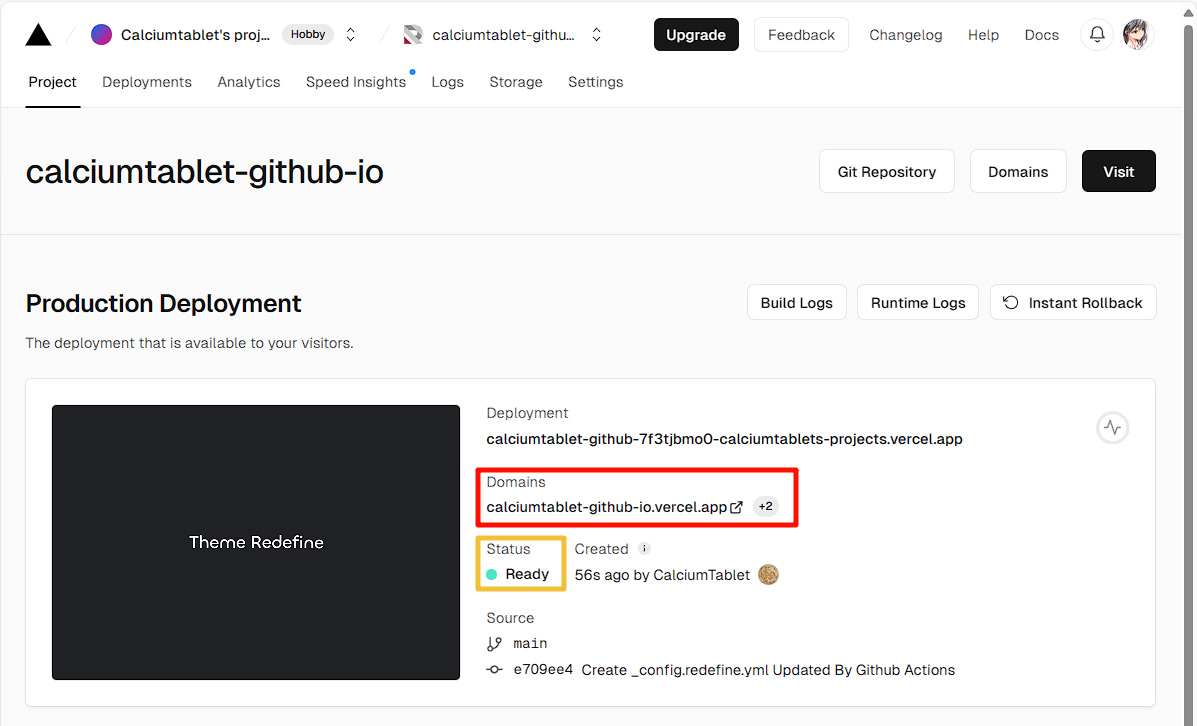 Calciumtablet's proj... Hobby calciumtablet-githu... Upgrade Feedback Changelog Help Docs
Project Deployments Analytics Speed Insights Logs Storage Settings
calciumtablet-github-io Git Repository Domains Visit
Production Deployment Build Logs Runtime Logs Instant Rollback
The deployment that is available to your visitors.
Theme Redefine
Deployment
calciumtablet-github-7f3tjbmo0-calciumtablets-projects.vercel.app
Domains
calciumtablet-github-io.vercel.app +2
Status Created
Ready 56s ago by CalciumTablet
Source
main
e709ee4 Create _config.redefine.yml Updated By Github Actions